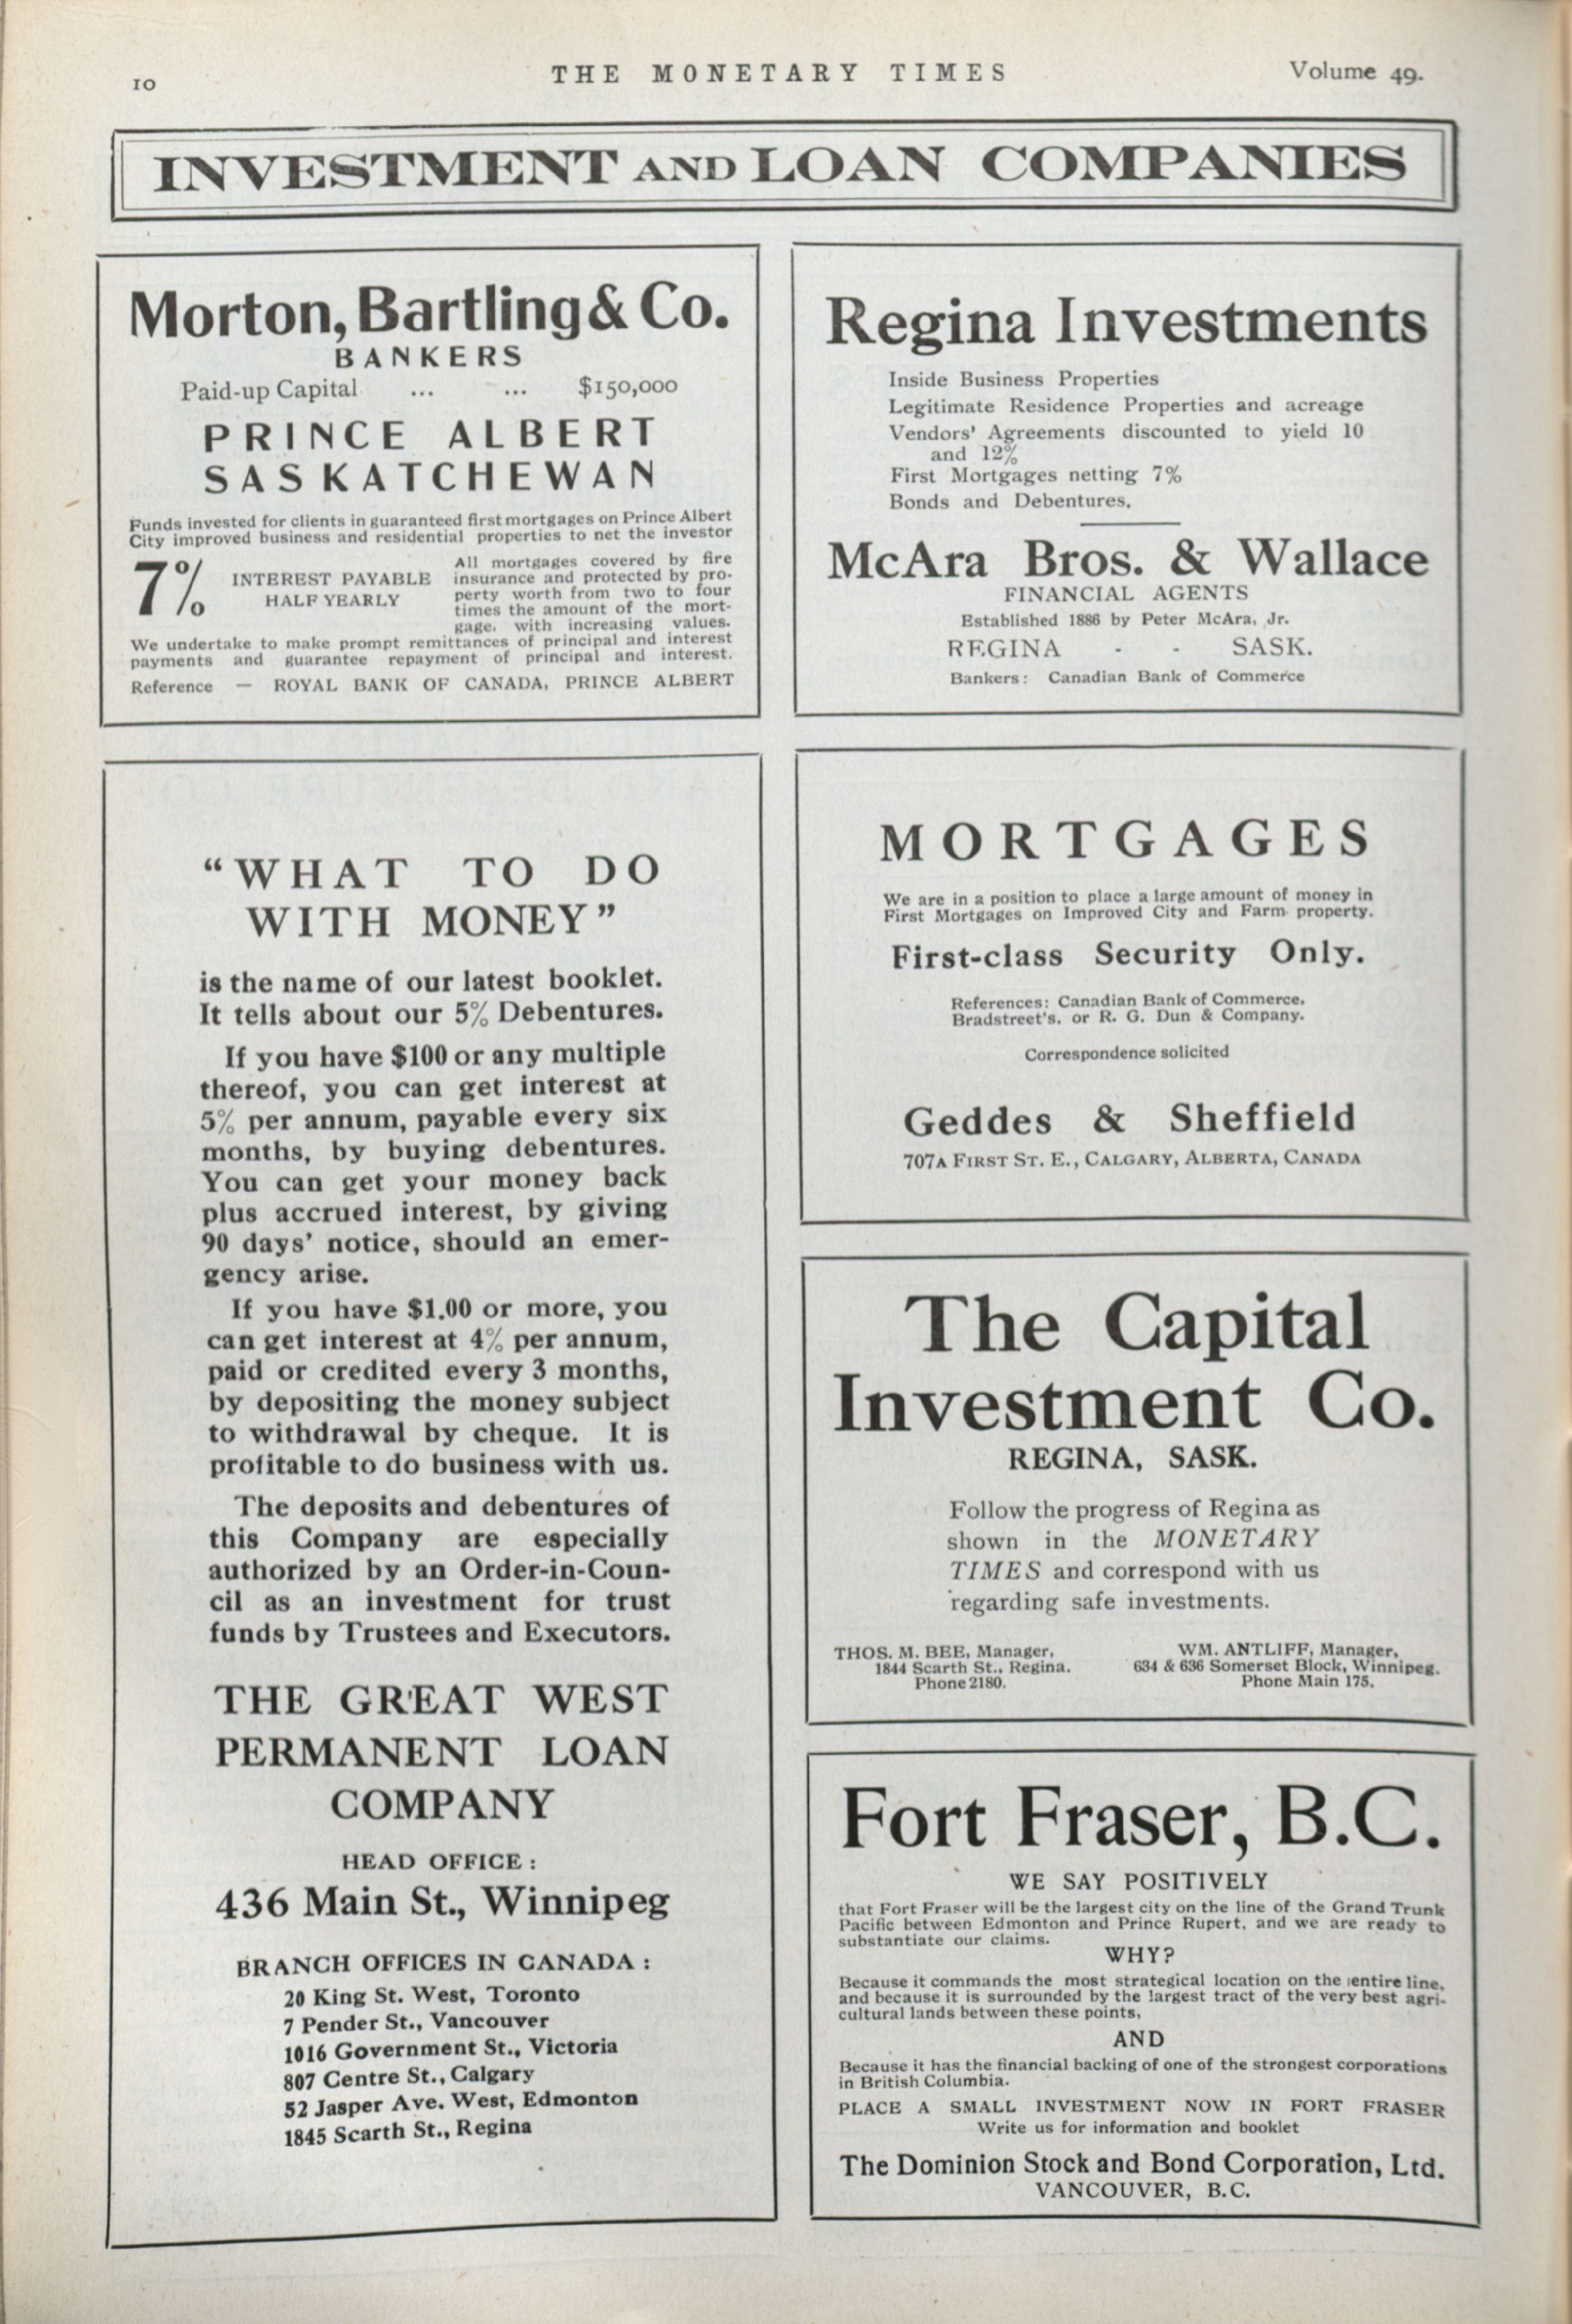 10
THE MONETARY TIMES
Volume 49.
INVESTMENT AND LOAN COMPANIES
Morton, Bartling & Co.
BANKERS
Paid-up Capital ... ... $150,000
PRINCE ALBERT
SASKATCHEWAN
Funds invested for clients in guaranteed first mortgages on Prince Albert
City improved business and residential properties to net the investor
7% INTEREST PAYABLE
HALF YEARLY
All mortgages covered by fire
insurance and protected by pro-
perty worth from two to four
times the amount of the mort-
gage, with increasing values.
We undertake to make prompt remittances of principal and interest
payments and guarantee repayment of principal and interest.
Reference — ROYAL BANK OF CANADA, PRINCE ALBERT
"WHAT TO DO
WITH MONEY"
is the name of our latest booklet.
It tells about our 5% Debentures.
If you have $100 or any multiple
thereof, you can get interest at
5% per annum, payable every six
months, by buying debentures.
You can get your money back
plus accrued interest, by giving
90 days' notice, should an emer-
gency arise.
If you have $1.00 or more, you
can get interest at 4% per annum,
paid or credited every 3 months,
by depositing the money subject
to withdrawal by cheque. It is
profitable to do business with us.
The deposits and debentures of
this Company are especially
authorized by an Order-in-Coun-
cil as an investment for trust
funds by Trustees and Executors.
THE GREAT WEST
PERMANENT LOAN
COMPANY
HEAD OFFICE :
436 Main St., Winnipeg
BRANCH OFFICES IN CANADA :
20 King St. West, Toronto
7 Pender St., Vancouver
1016 Government St., Victoria
807 Centre St., Calgary
52 Jasper Ave. West, Edmonton
1845 Scarth St., Regina
Regina Investments
Inside Business Properties
Legitimate Residence Properties and acreage
Vendors' Agreements discounted to yield 10
and 12%
First Mortgages netting 7%
Bonds and Debentures.
McAra Bros. & Wallace
FINANCIAL AGENTS
Established 1886 by Peter McAra, Jr.
REGINA - - SASK.
Bankers: Canadian Bank of Commerce
MORTGAGES
We are in a position to place a large amount of money in
First Mortgages on Improved City and Farm property.
First-class Security Only.
References: Canadian Bank of Commerce,
Bradstreet's, or R. G. Dun & Company.
Correspondence solicited
Geddes & Sheffield
707A FIRST ST. E., CALGARY, ALBERTA, CANADA
The Capital
Investment Co.
REGINA, SASK.
Follow the progress of Regina as
shown in the MONETARY
TIMES and correspond with us
regarding safe investments.
THOS. M. BEE, Manager,
1844 Scarth St., Regina.
Phone 2180.
WM. ANTLIFF, Manager,
634 & 636 Somerset Block, Winnipeg.
Phone Main 175.
Fort Fraser, B.C.
WE SAY POSITIVELY
that Fort Fraser will be the largest city on the line of the Grand Trunk
Pacific between Edmonton and Prince Rupert, and we are ready to
substantiate our claims.
WHY?
Because it commands the most strategical location on the entire line,
and because it is surrounded by the largest tract of the very best agri-
cultural lands between these points,
AND
Because it has the financial backing of one of the strongest corporations
in British Columbia.
PLACE A SMALL INVESTMENT NOW IN FORT FRASER
Write us for information and booklet
The Dominion Stock and Bond Corporation, Ltd.
VANCOUVER, B.C.